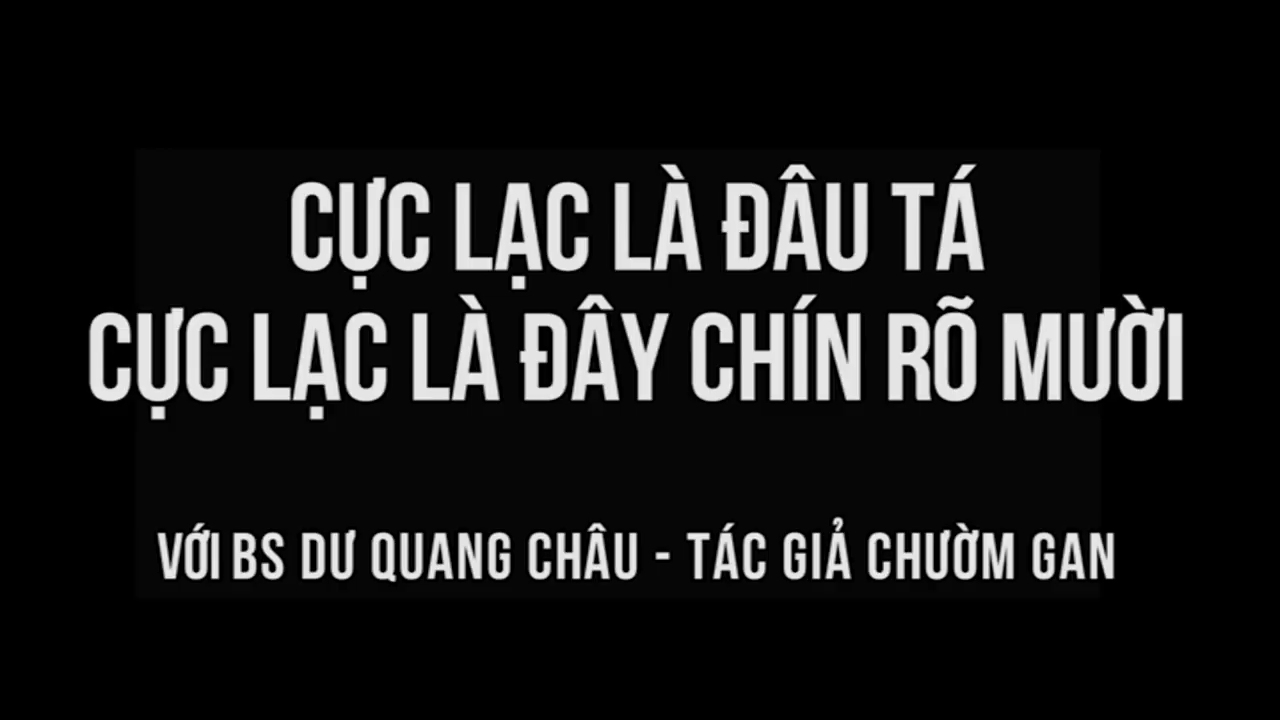 CỰC LẠC LÀ ĐÂU TÁ
CỰC LẠC LÀ ĐÂY CHÍN RÕ MƯỜI
VỚI BS DƯ QUANG CHÂU - TÁC GIẢ CHƯỜM GAN